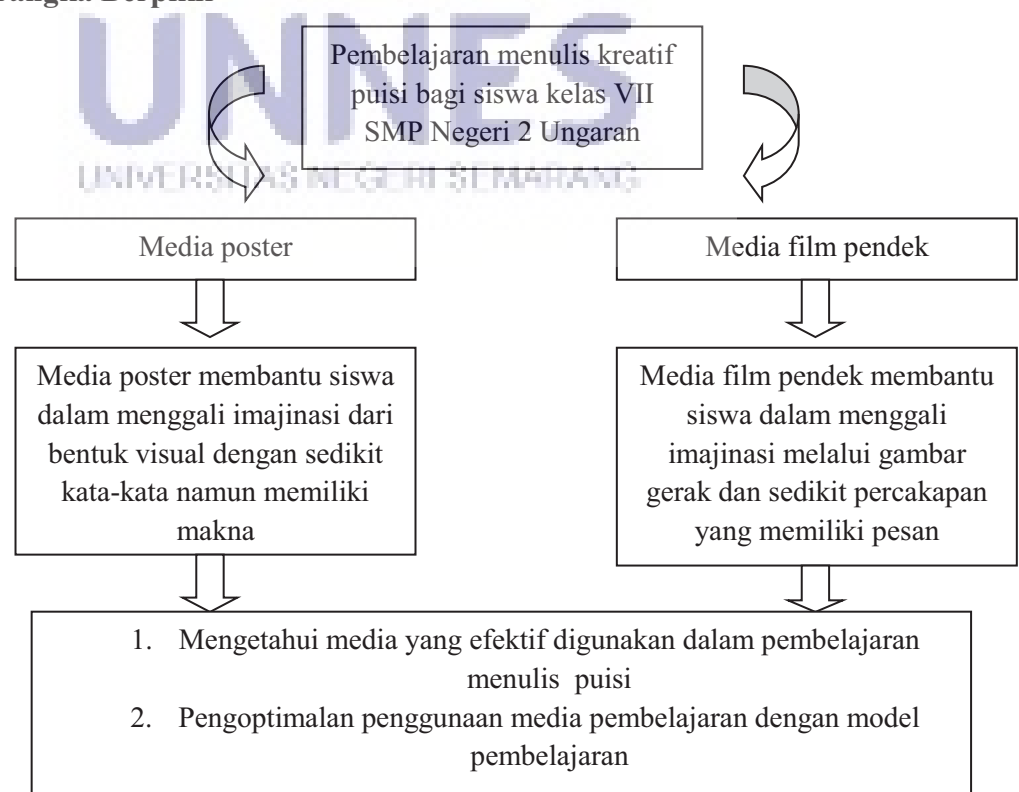 UNNES
UNIVERSITAS NEGERI SEMARANG
Pembelajaran menulis kreatif
puisi bagi siswa kelas VII
SMP Negeri 2 Ungaran
Media poster
Media film pendek
Media poster membantu siswa
dalam menggali imajinasi dari
bentuk visual dengan sedikit
kata-kata namun memiliki
makna
Media film pendek membantu
siswa dalam menggali
imajinasi melalui gambar
gerak dan sedikit percakapan
yang memiliki pesan
1. Mengetahui media yang efektif digunakan dalam pembelajaran
menulis puisi
2. Pengoptimalan penggunaan media pembelajaran dengan model
pembelajaran